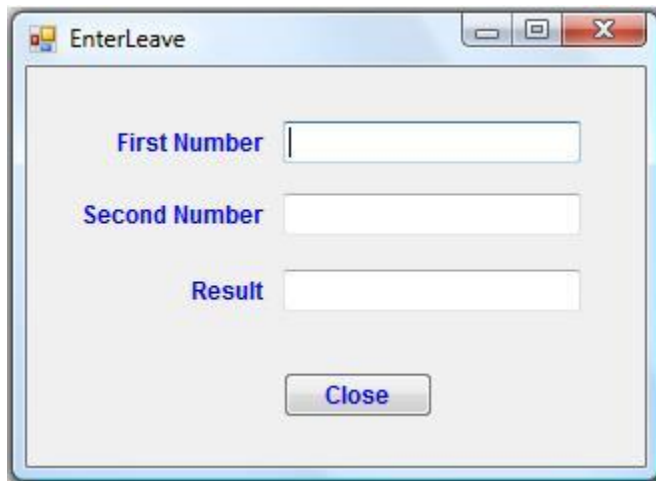 EnterLeave
First Number
Second Number
Result
Close